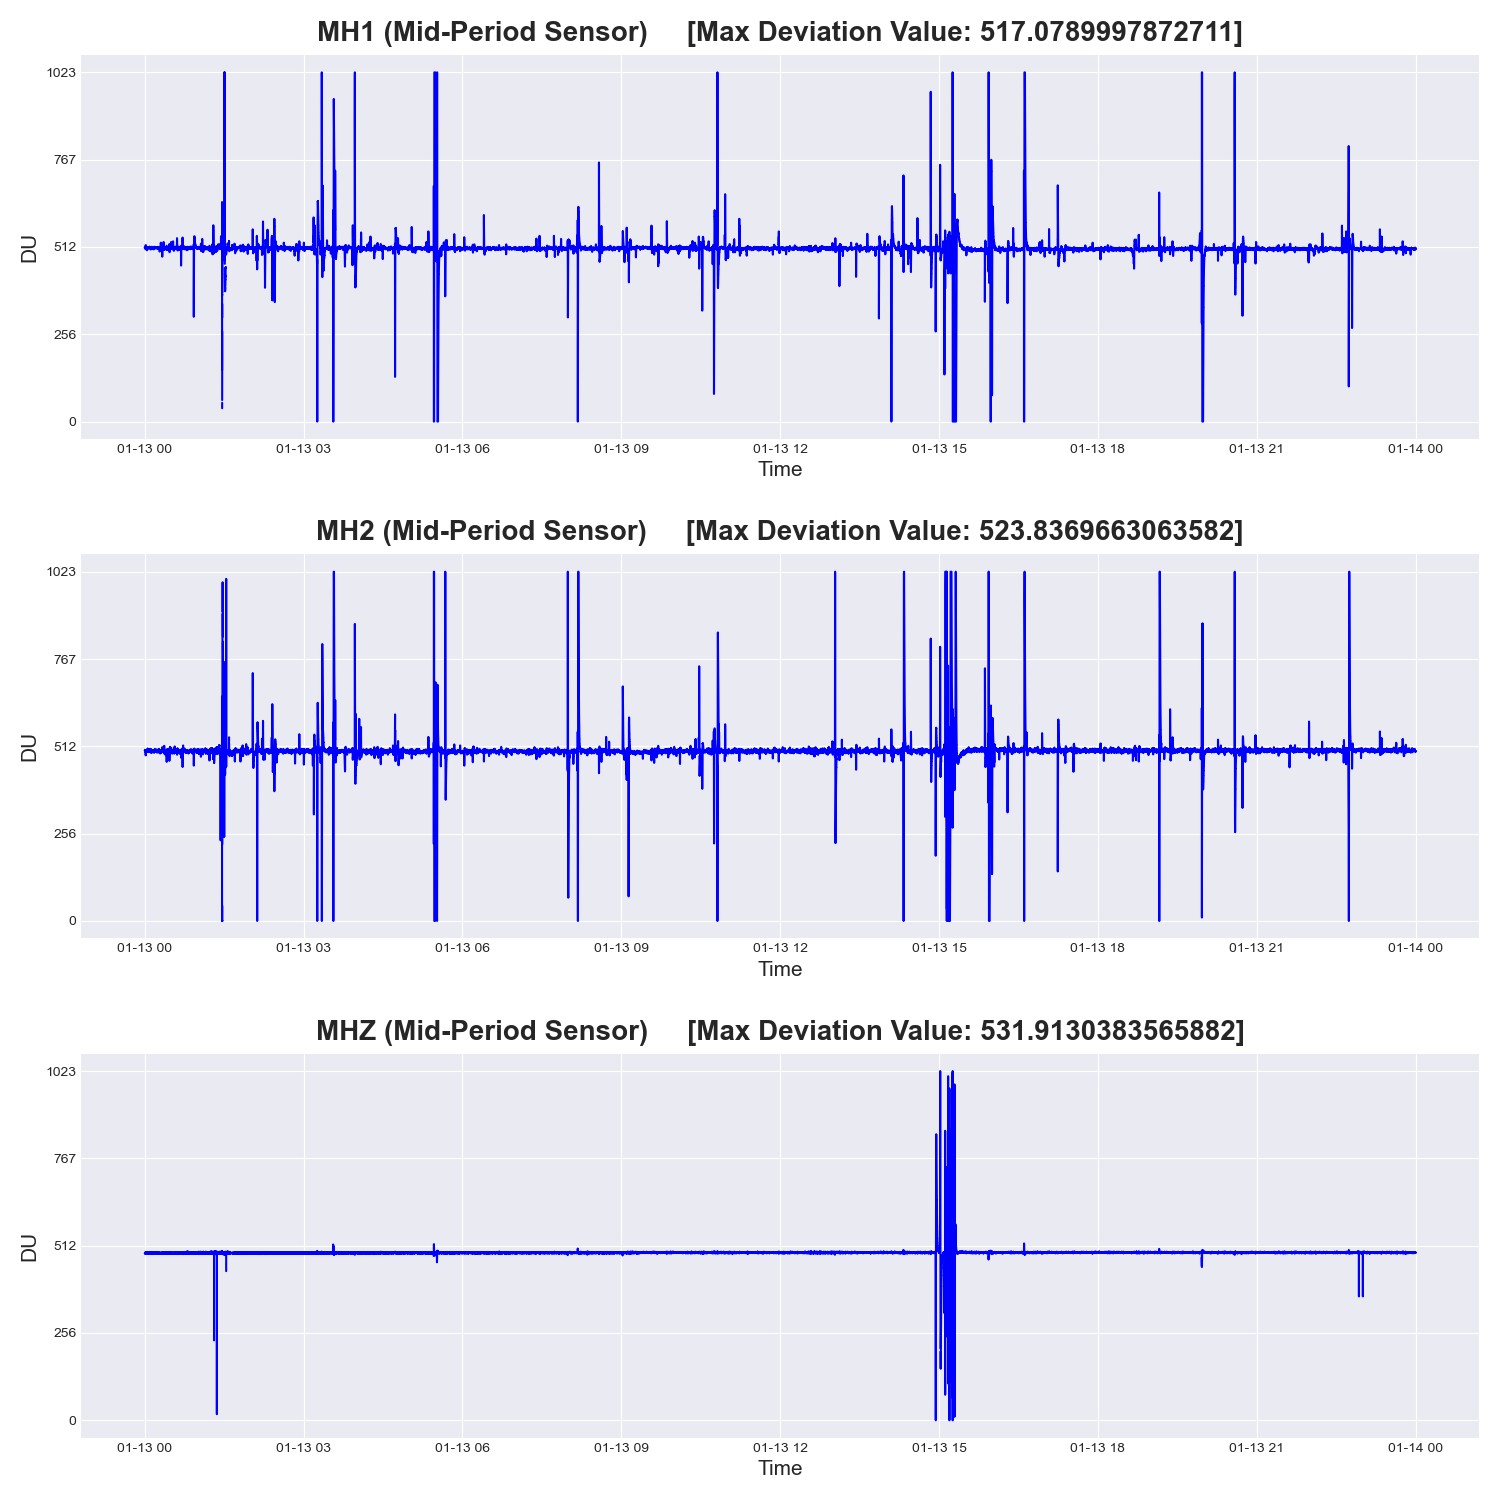 MH1 (Mid-Period Sensor) [Max Deviation Value: 517.0789997872711]
1023
767
512
256
0
DU
01-13 00 01-13 03 01-13 06 01-13 09 01-13 12 01-13 15 01-13 18 01-13 21 01-14 00
Time
MH2 (Mid-Period Sensor) [Max Deviation Value: 523.8369663063582]
1023
767
512
256
0
DU
01-13 00 01-13 03 01-13 06 01-13 09 01-13 12 01-13 15 01-13 18 01-13 21 01-14 00
Time
MHZ (Mid-Period Sensor) [Max Deviation Value: 531.9130383565882]
1023
767
512
256
0
DU
01-13 00 01-13 03 01-13 06 01-13 09 01-13 12 01-13 15 01-13 18 01-13 21 01-14 00
Time